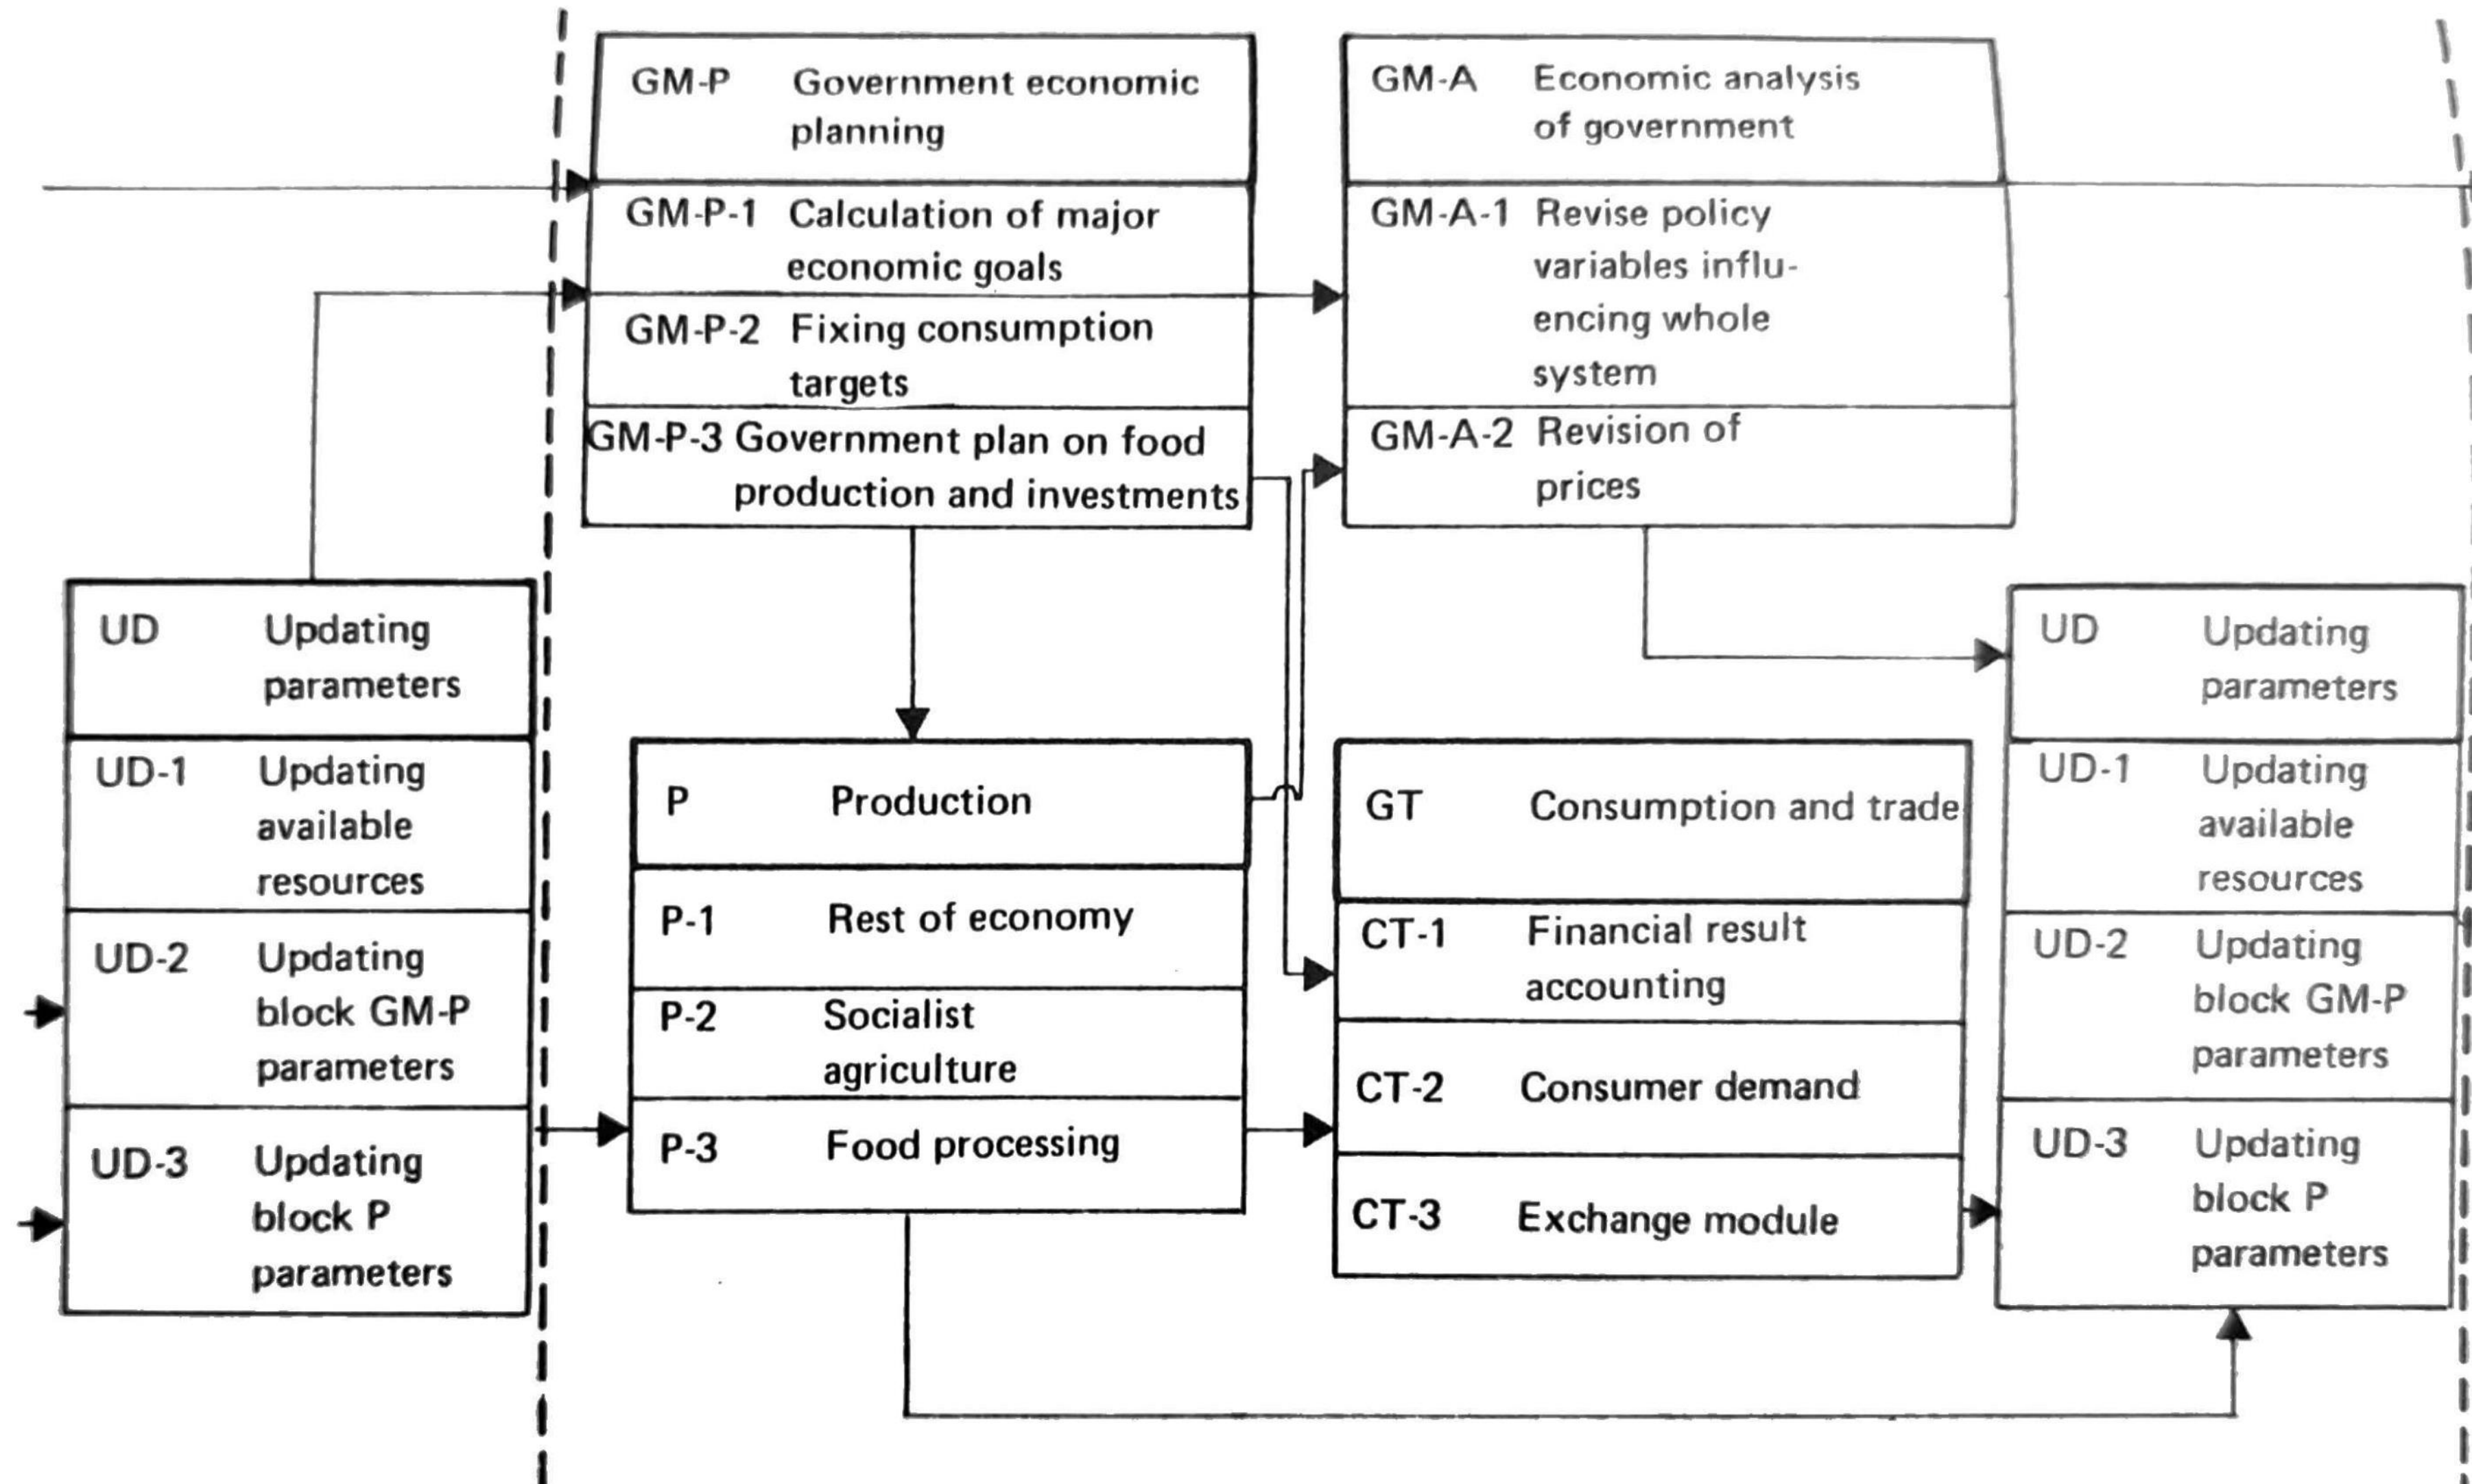 GM-P Government economic
planning
GM-P-1 Calculation of major
economic goals
GM-P-2 Fixing consumption
targets
GM-P-3 Government plan on food
production and investments
GM-A Economic analysis
of government
GM-A-1 Revise policy
variables influ-
encing whole
system
GM-A-2 Revision of
prices
UD Updating
parameters
UD-1 Updating
available
resources
UD-2 Updating
block GM-P
parameters
UD-3 Updating
block P
parameters
P Production
P-1 Rest of economy
P-2 Socialist
agriculture
P-3 Food processing
GT Consumption and trade
CT-1 Financial result
accounting
CT-2 Consumer demand
CT-3 Exchange module
UD Updating
parameters
UD-1 Updating
available
resources
UD-2 Updating
block GM-P
parameters
UD-3 Updating
block P
parameters